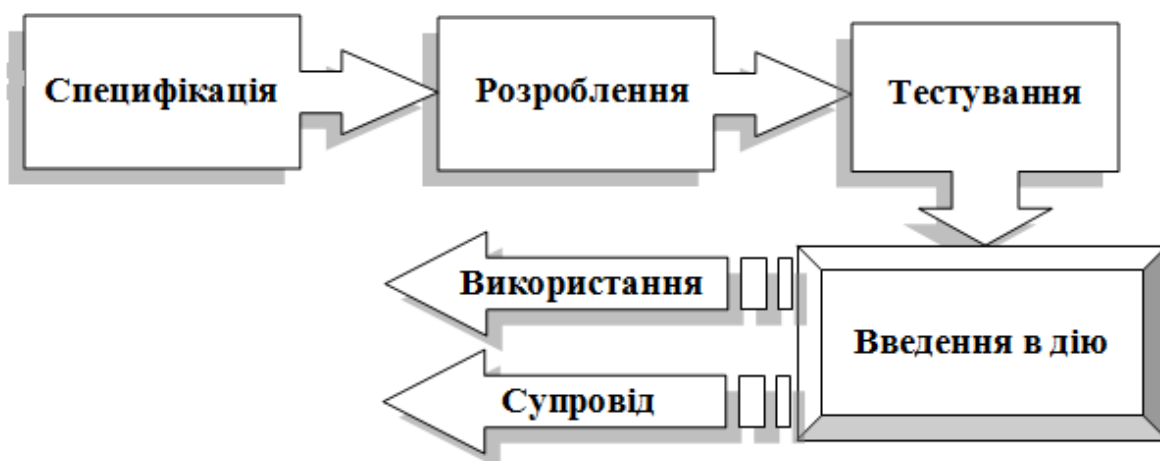 Специфікація
Розроблення
Тестування
Використання
Введення в дію
Супровід